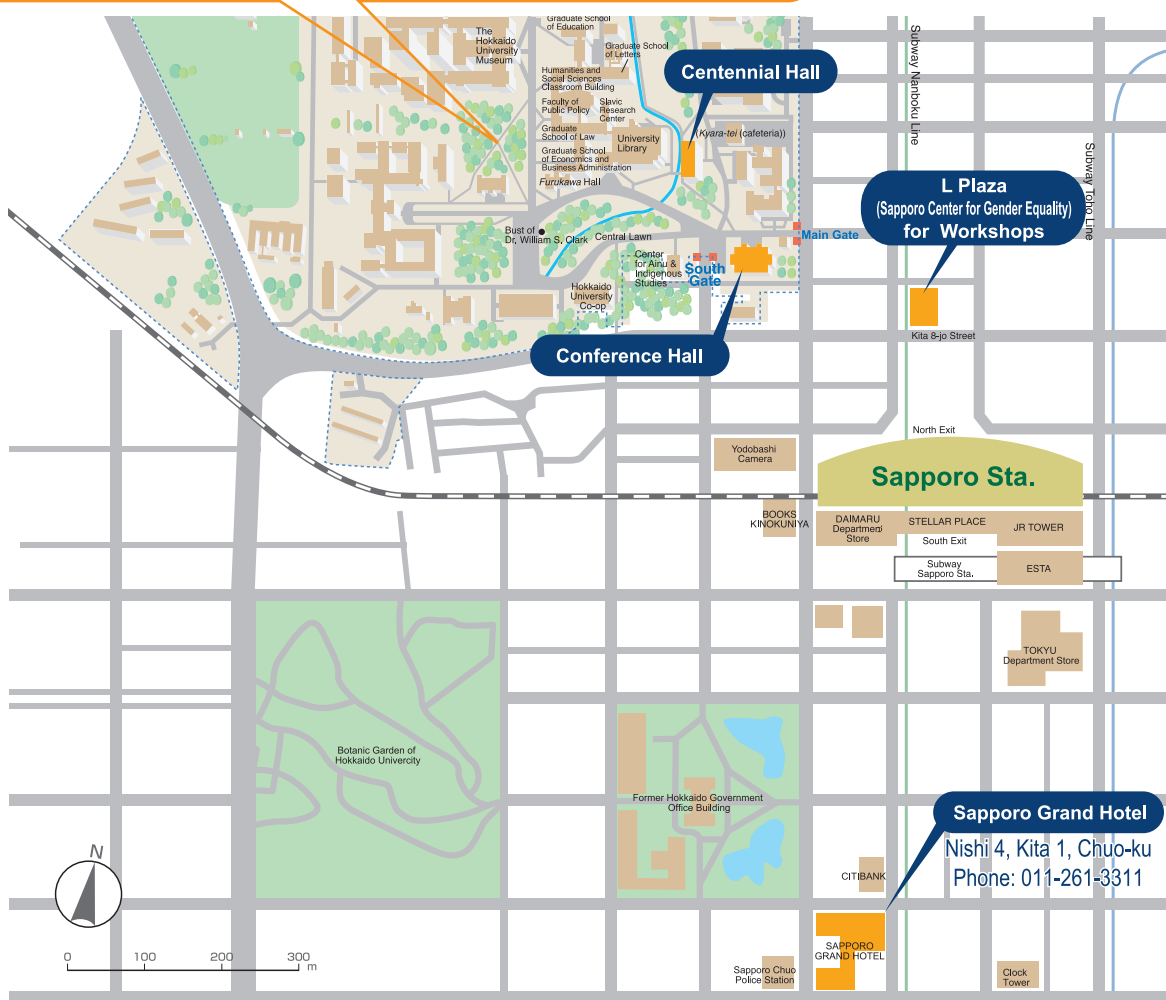 Graduate School
of Education
The
Hokkaido
University
Museum
Graduate School
of Letters
Centennial Hall
Humanities and
Social Sciences
Classroom Building
Faculty of
Public Policy
Slavic
Research
Center
Graduate
School of Law
University
Library
(Kyara-tei (cafeteria))
Graduate School
of Economics and
Business Administration
Furukawa Hall
Subway Nanboku Line
Subway Toho Line
L Plaza
(Sapporo Center for Gender Equality)
for Workshops
Bust of
Dr, William S, Clark
Central Lawn
Main Gate
Center
for Ainu &
Indigenous
Studies
South
Gate
Hokkaido
University
Co-op
Kita 8-jo Street
Conference Hall
North Exit
Yodobashi
Camera
Sapporo Sta.
BOOKS
KINOKUNIYA
DAIMARU
Department
Store
STELLAR PLACE
JR TOWER
South Exit
Subway
Sapporo Sta.
ESTA
TOKYU
Department Store
Botanic Garden of
Hokkaido Univercity
Former Hokkaido Government
Office Building
Sapporo Grand Hotel
Nishi 4, Kita 1, Chuo-ku
Phone: 011-261-3311
CITIBANK
N
0 100 200 300
m
SAPPORO
GRAND HOTEL
Sapporo Chuo
Police Station
Clock
Tower